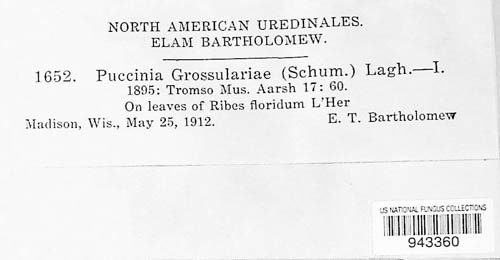 NORTH AMERICAN UREDINALES.
ELAM BARTHOLOMEW.
1652. Puccinia Grossulariae (Schum.) Lagh.—I.
1895: Tromso Mus. Aarsh 17: 60.
On leaves of Ribes floridum L'Her
Madison, Wis., May 25, 1912. E. T. Bartholomew
US NATIONAL FUNGUS COLLECTIONS
943360